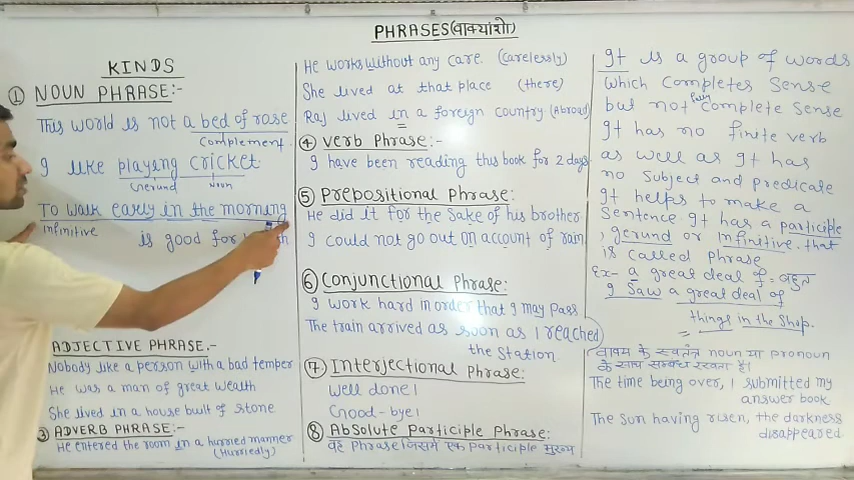 PHRASES(वाक्यांशो)
KINDS
① NOUN PHRASE:-
This world is not a bed of rose
Complement
I like playing cricket
Gerund Noun
To walk early in the morning
infinitive
is good for
ADJECTIVE PHRASE.-
Nobody like a person with a bad temper
He was a man of great wealth
She lived in a house built of stone
③ ADVERB PHRASE:-
He entered the room in a hurried manner
(Hurriedly)
He works without any care. (Carelessly)
She lived at that place (there)
Raj lived in a foreign country (Abroad)
④ Verb Phrase:-
I have been reading this book for 2 days
⑤ Prepositional Phrase:
He did it for the Sake of his brother
I could not go out on account of rain
⑥ Conjunctional Phrase:
I work hard in order that I may pass
The train arrived as soon as I reached
the Station
⑦ Interjectional Phrase:
Well done!
Good-bye!
⑧ Absolute Participle Phrase:
वह Phrase जिसमें एक Participle मुख्य
It is a group of words
which completes sense
but not fully complete sense
It has no finite verb
as well as It has
no Subject and predicate
It helps to make a
Sentence It has a participle
, gerund or infinitive that
is called phrase
Ex- a great deal of = बहुत
I Saw a great deal of
things in the Shop.
वाक्य के स्वतंत्र noun या pronoun
के साथ सम्बंध रखता है।
The time being over, I submitted my
answer book
The Sun having risen, the darkness
disappeared